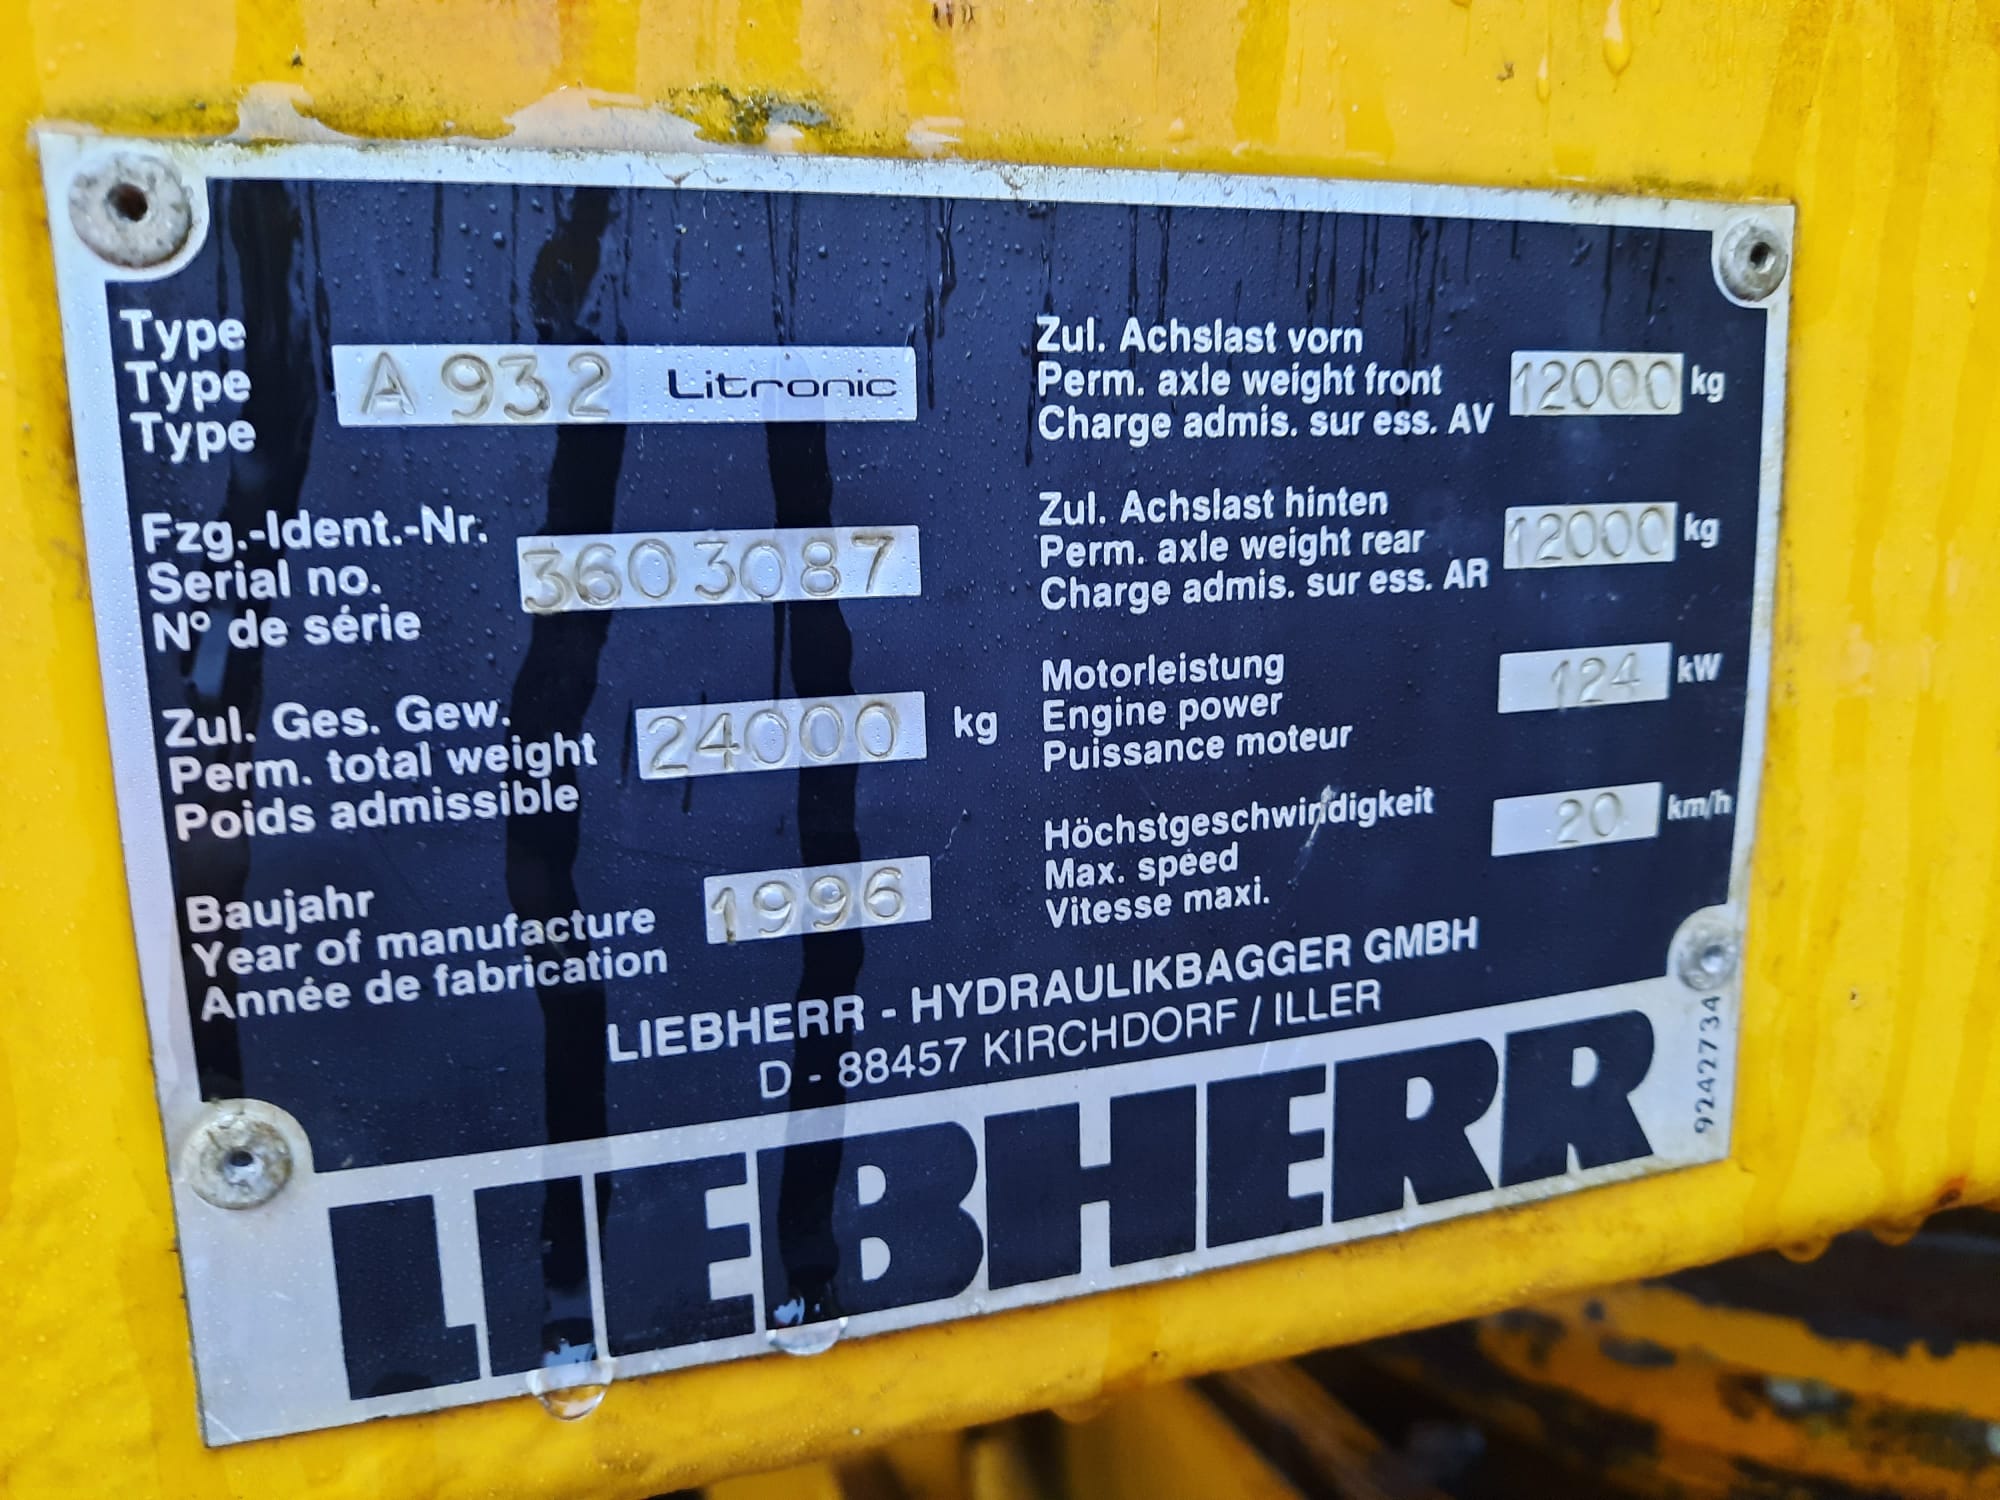 Type
Type
Type
A 932 Litronic
Fzg.-Ident.-Nr.
Serial no.
N° de série
3603087
Zul. Ges. Gew.
Perm. total weight
Poids admissible
24000 kg
Baujahr
Year of manufacture
Année de fabrication
1996
Zul. Achslast vorn
Perm. axle weight front
Charge admis. sur ess. AV
12000 kg
Zul. Achslast hinten
Perm. axle weight rear
Charge admis. sur ess. AR
12000 kg
Motorleistung
Engine power
Puissance moteur
124 kW
Höchstgeschwindigkeit
Max. speed
Vitesse maxi.
20 km/h
LIEBHERR - HYDRAULIKBAGGER GMBH
D - 88457 KIRCHDORF / ILLER
LIEBHERR
9242734